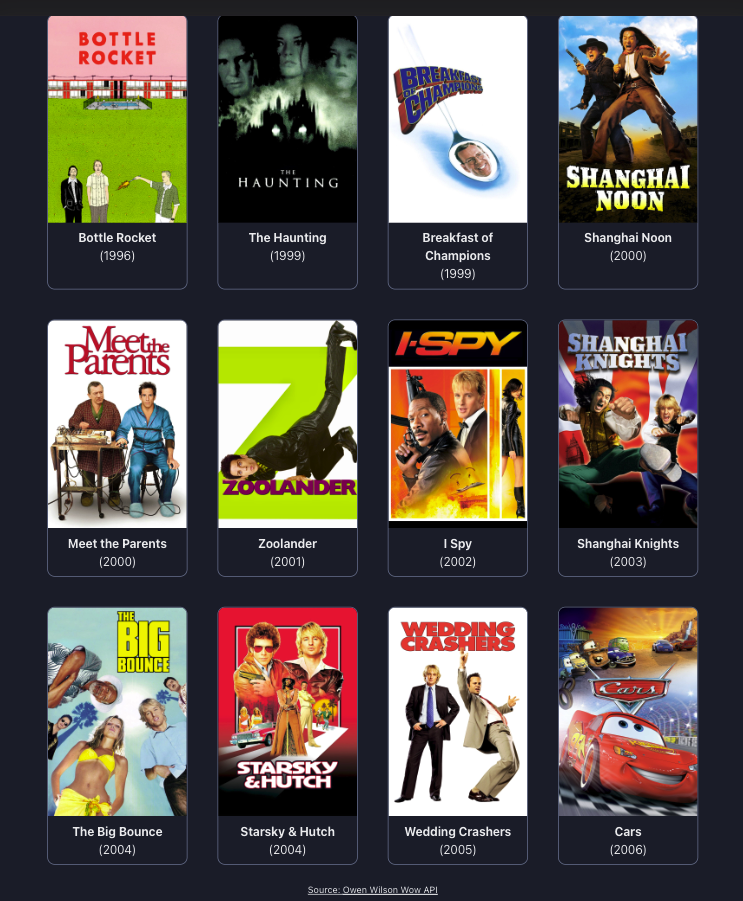 BOTTLE
ROCKET
THE
HAUNTING
BREAKFAST
OF
CHAMPIONS
SHANGHAI
NOON
Bottle Rocket
(1996)
The Haunting
(1999)
Breakfast of
Champions
(1999)
Shanghai Noon
(2000)
Meet the
Parents
Z
ZOOLANDER
I-SPY
SHANGHAI
KNIGHTS
Meet the Parents
(2000)
Zoolander
(2001)
I Spy
(2002)
Shanghai Knights
(2003)
THE
BIG
BOUNCE
STARSKY
& HUTCH
WEDDING
CRASHERS
Cars
The Big Bounce
(2004)
Starsky & Hutch
(2004)
Wedding Crashers
(2005)
Cars
(2006)
Source: Owen Wilson Wow API